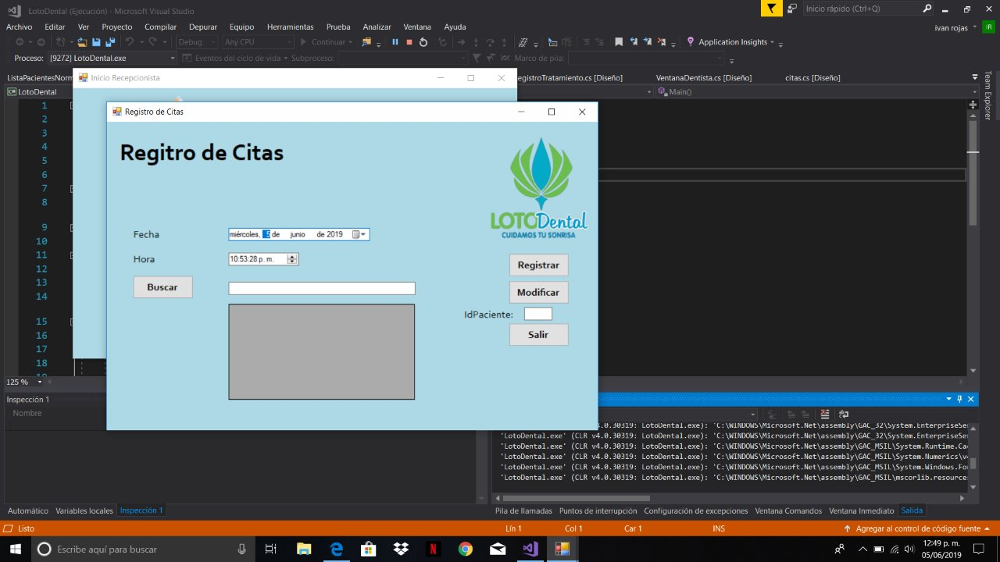 LotoDental (Ejecución) - Microsoft Visual Studio
Inicio rápido (Ctrl+Q)
Archivo Editar Ver Proyecto Compilar Depurar Equipo Herramientas Prueba Analizar Ventana Ayuda
ivan rojas IR
Debug Any CPU Continuar Application Insights
Proceso: [9272] LotoDental.exe Eventos del ciclo de vida Subproceso: Marco de pila:
ListaPacientesNorm
egistroTratamiento.cs [Diseño] VentanaDentista.cs [Diseño] citas.cs [Diseño]
Team Explorer
LotoDental
Main()
Inicio Recepcionista
1
2
3
4
5
6
7
8
9
10
11
12
13
14
15
16
17
18
Registro de Citas
Regitro de Citas
LOTODental
CUIDAMOS TU SONRISA
Fecha miércoles, 5 de junio de 2019
Hora 10:53:28 p. m.
Buscar
Registrar
Modificar
IdPaciente:
Salir
125 %
Inspección 1
Nombre
v4.0.30319: LotoDental.exe): 'C:\WINDOWS\Microsoft.Net\assembly\GAC_32\System.EnterpriseSe
'LotoDental.exe' (CLR v4.0.30319: LotoDental.exe): 'C:\WINDOWS\Microsoft.Net\assembly\GAC_32\System.EnterpriseSe
'LotoDental.exe' (CLR v4.0.30319: LotoDental.exe): 'C:\WINDOWS\Microsoft.Net\assembly\GAC_MSIL\System.Runtime.Ca
'LotoDental.exe' (CLR v4.0.30319: LotoDental.exe): 'C:\WINDOWS\Microsoft.Net\assembly\GAC_MSIL\System.Numerics\v
'LotoDental.exe' (CLR v4.0.30319: LotoDental.exe): 'C:\WINDOWS\Microsoft.Net\assembly\GAC_MSIL\System.Windows.Fo
'LotoDental.exe' (CLR v4.0.30319: LotoDental.exe): 'C:\WINDOWS\Microsoft.Net\assembly\GAC_MSIL\mscorlib.resource
Automático Variables locales Inspección 1
Pila de llamadas Puntos de interrupción Configuración de excepciones Ventana Comandos Ventana Inmediato Salida
Listo Lín 1 Col 1 Car 1 INS Agregar al control de código fuente
Escribe aquí para buscar
12:49 p. m.
05/06/2019